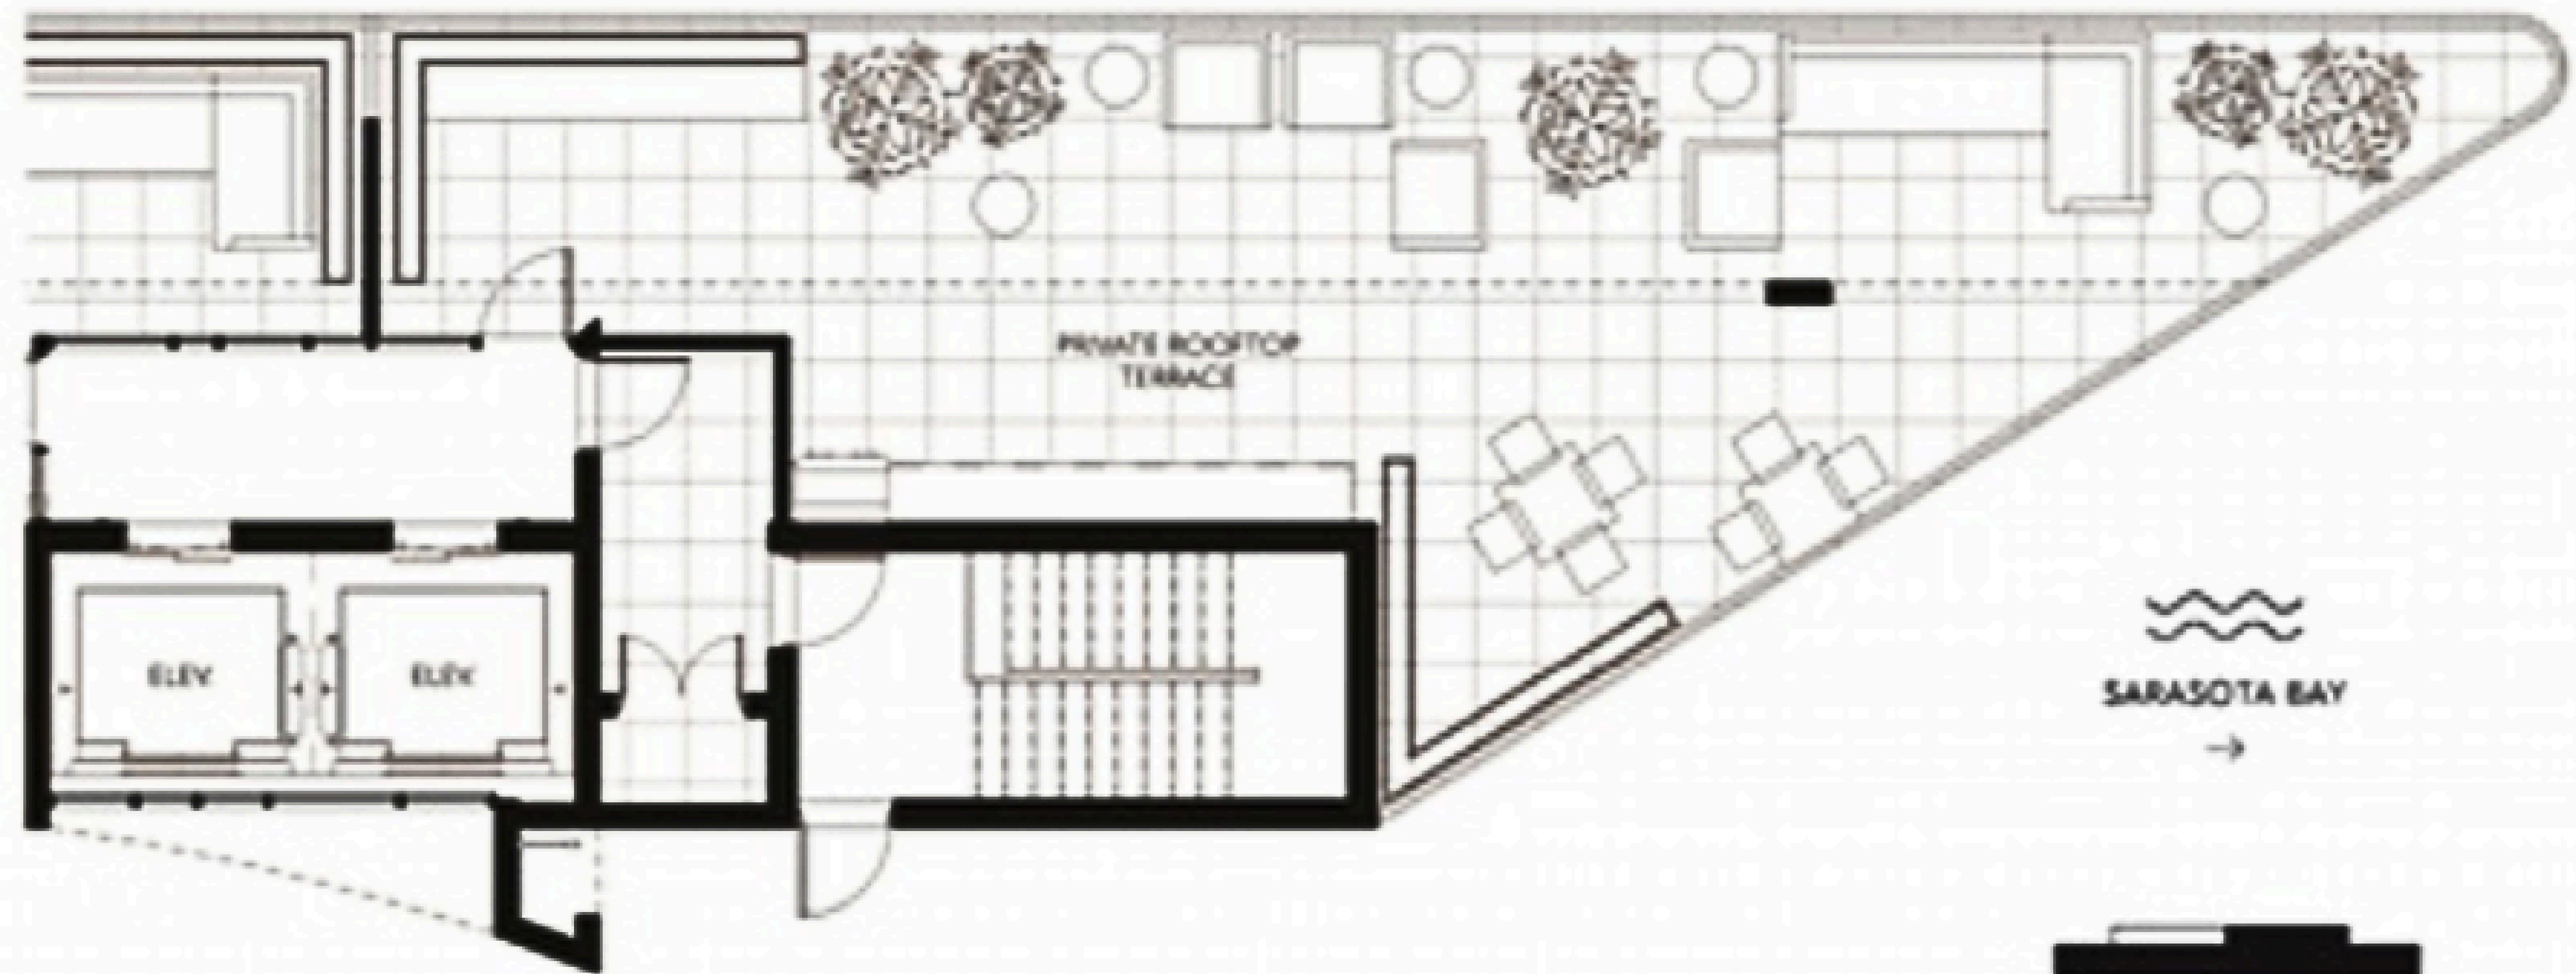 PRIVATE ROOFTOP
TERRACE
ELEV.
ELEV.
SARASOTA BAY
→